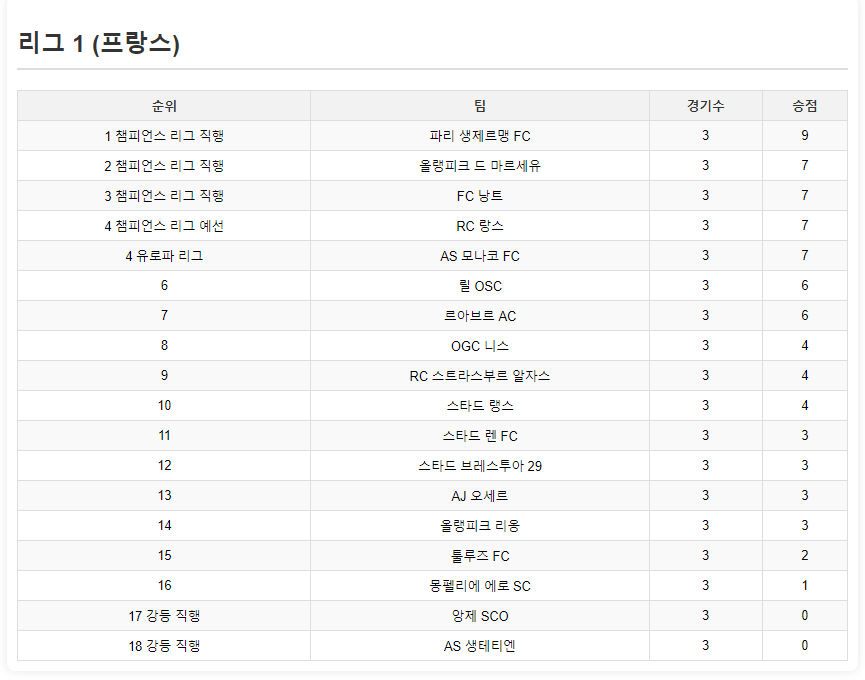 리그 1 (프랑스)
순위 팀 경기수 승점
1 챔피언스 리그 직행 파리 생제르맹 FC 3 9
2 챔피언스 리그 직행 올랭피크 드 마르세유 3 7
3 챔피언스 리그 직행 FC 낭트 3 7
4 챔피언스 리그 예선 RC 랑스 3 7
4 유로파 리그 AS 모나코 FC 3 7
6 릴 OSC 3 6
7 르아브르 AC 3 6
8 OGC 니스 3 4
9 RC 스트라스부르 알자스 3 4
10 스타드 랭스 3 4
11 스타드 렌 FC 3 3
12 스타드 브레스투아 29 3 3
13 AJ 오세르 3 3
14 올랭피크 리옹 3 3
15 툴루즈 FC 3 2
16 몽펠리에 에로 SC 3 1
17 강등 직행 앙제 SCO 3 0
18 강등 직행 AS 생테티엔 3 0